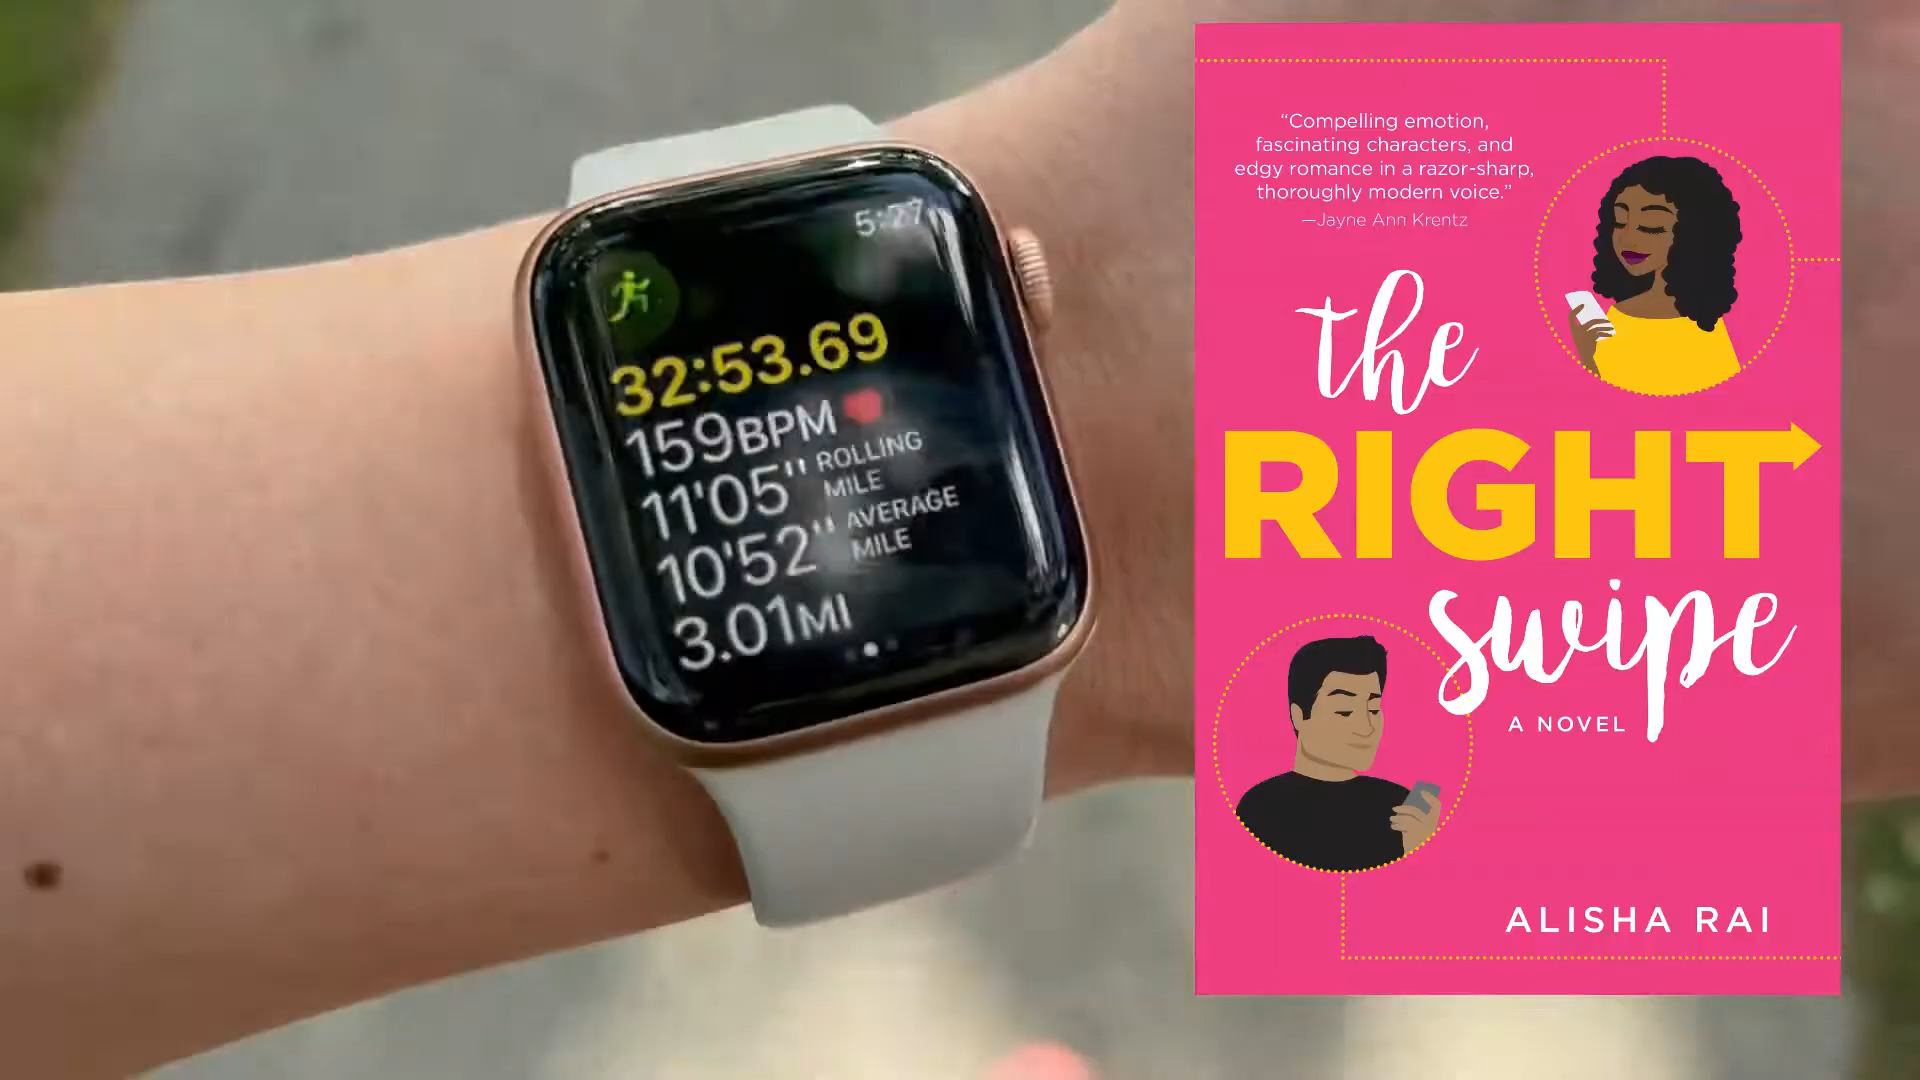 5:27
32:53.69
159BPM
11'05" ROLLING
MILE
10'52" AVERAGE
MILE
3.01MI
“Compelling emotion,
fascinating characters, and
edgy romance in a razor-sharp,
thoroughly modern voice.”
—Jayne Ann Krentz
the
RIGHT
swipe
A NOVEL
ALISHA RAI